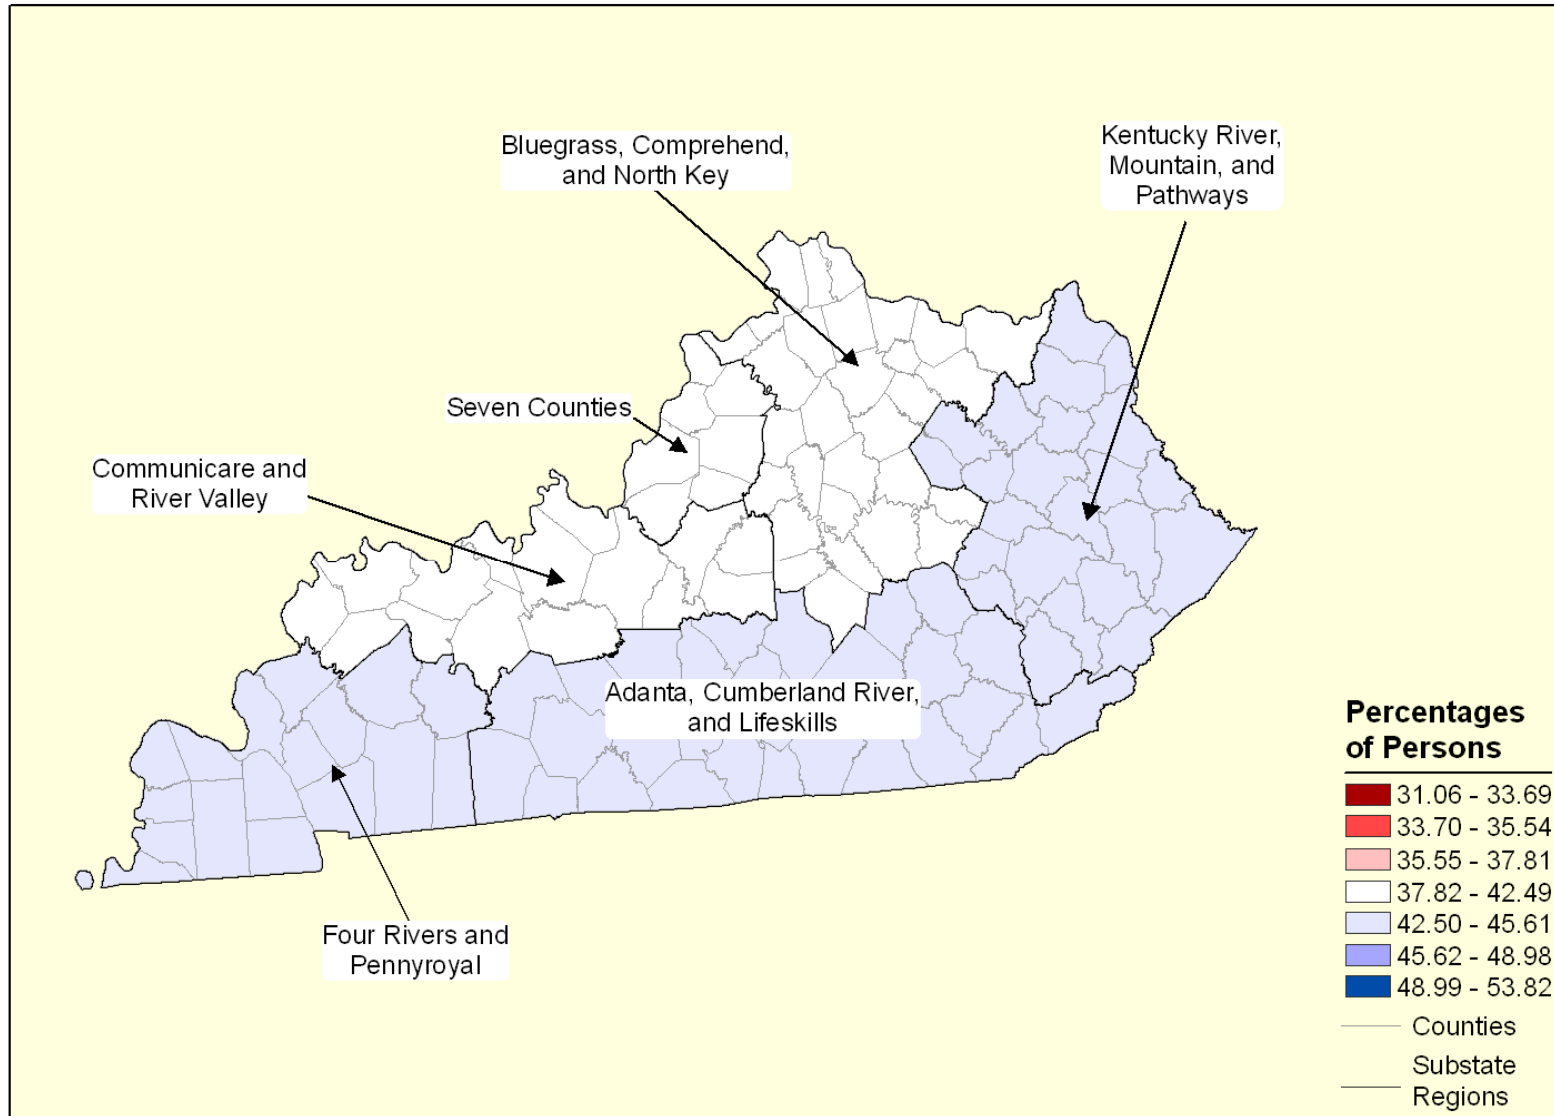 Bluegrass, Comprehend,
and North Key
Kentucky River,
Mountain, and
Pathways
Seven Counties
Communicare and
River Valley
Adanta, Cumberland River,
and Lifeskills
Four Rivers and
Pennyroyal
Percentages
of Persons
31.06 - 33.69
33.70 - 35.54
35.55 - 37.81
37.82 - 42.49
42.50 - 45.61
45.62 - 48.98
48.99 - 53.82
Counties
Substate
Regions